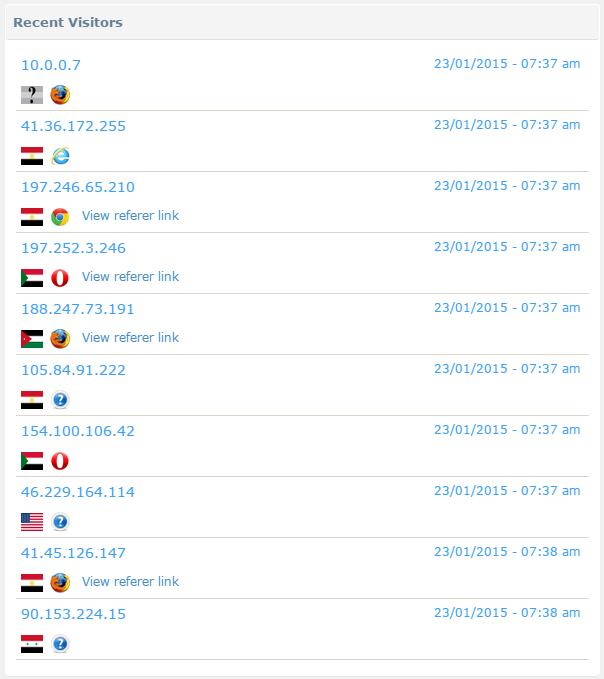 Recent Visitors
10.0.0.7 23/01/2015 - 07:37 am
?
41.36.172.255 23/01/2015 - 07:37 am
197.246.65.210 23/01/2015 - 07:37 am
View referer link
197.252.3.246 23/01/2015 - 07:37 am
View referer link
188.247.73.191 23/01/2015 - 07:37 am
View referer link
105.84.91.222 23/01/2015 - 07:37 am
?
154.100.106.42 23/01/2015 - 07:37 am
46.229.164.114 23/01/2015 - 07:37 am
?
41.45.126.147 23/01/2015 - 07:38 am
View referer link
90.153.224.15 23/01/2015 - 07:38 am
?